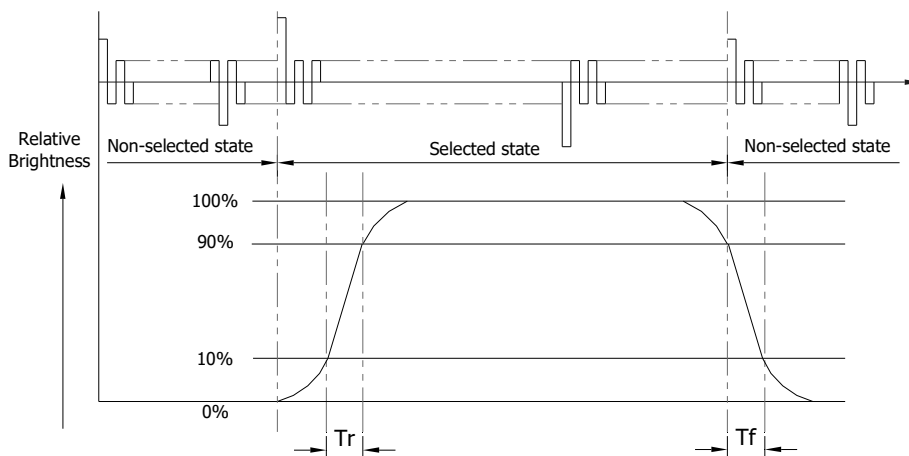 Relative
Brightness
Non-selected state
Selected state
Non-selected state
100%
90%
10%
0%
Tr
Tf